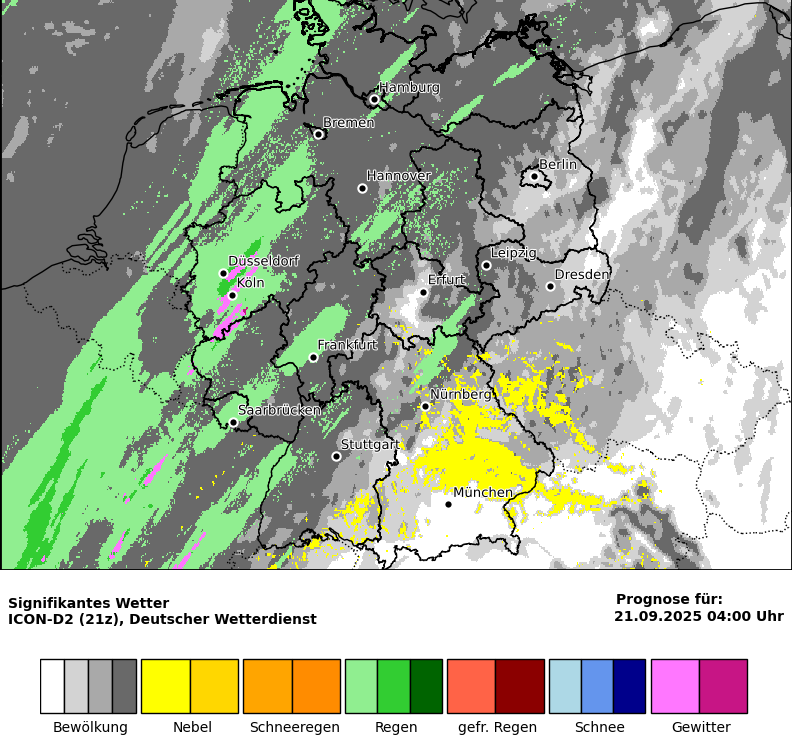 Hamburg
Bremen
Berlin
Hannover
Leipzig
Düsseldorf
Dresden
Köln
Erfurt
Frankfurt
Nürnberg
Saarbrücken
Stuttgart
München
Signifikantes Wetter
ICON-D2 (21z), Deutscher Wetterdienst
Prognose für:
21.09.2025 04:00 Uhr
Bewölkung
Nebel
Schneeregen
Regen
gefr. Regen
Schnee
Gewitter